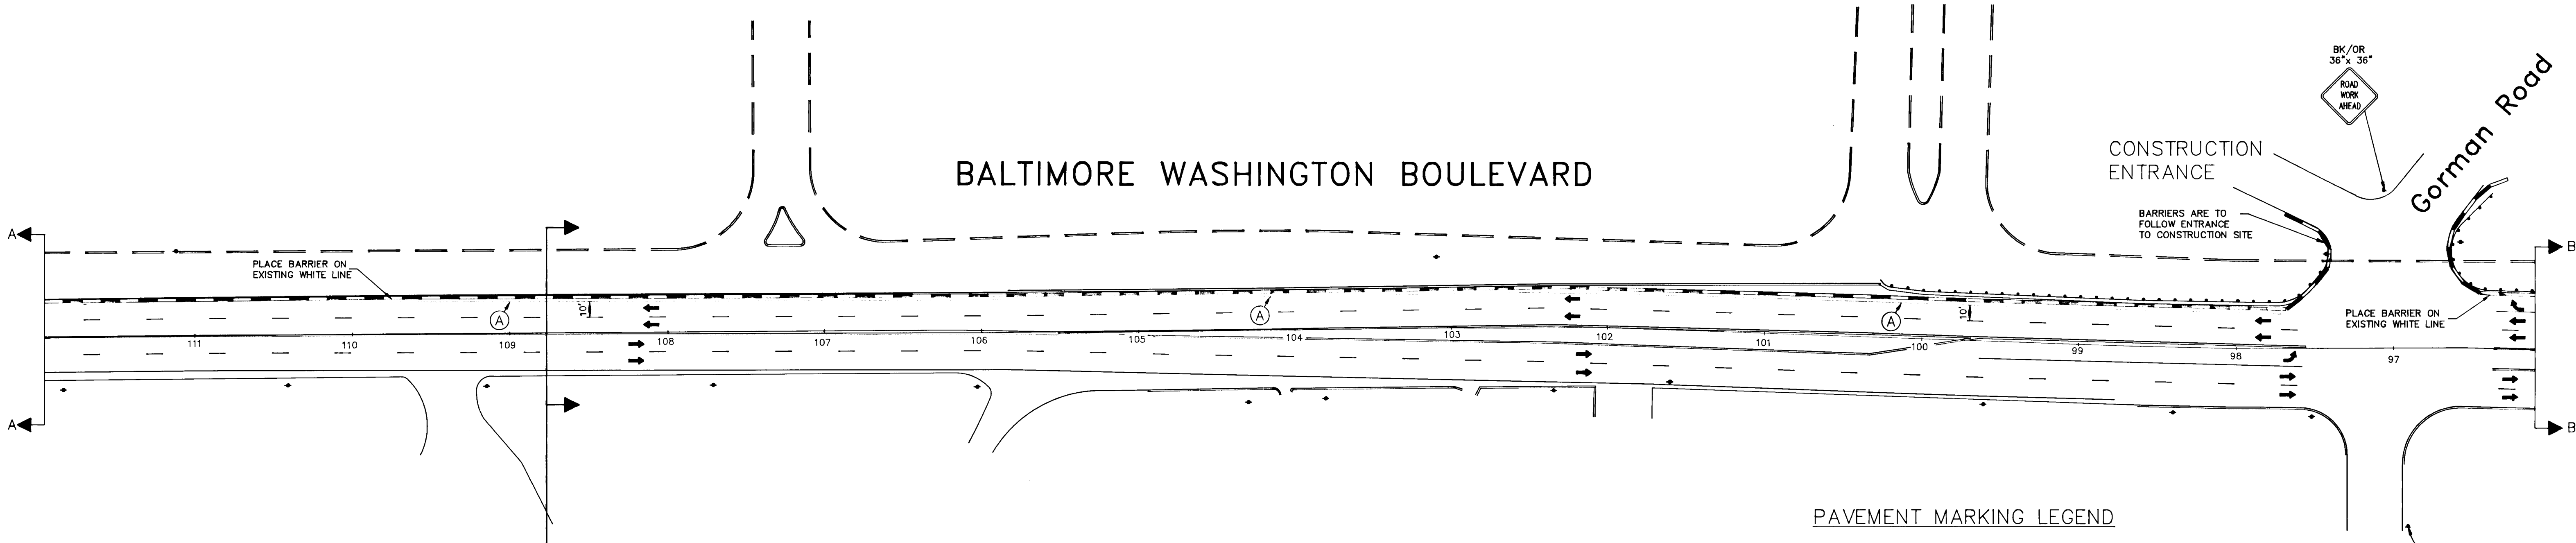 BK/OR
36"x 36"
ROAD
WORK
AHEAD
Gorman Road
CONSTRUCTION
ENTRANCE
BALTIMORE WASHINGTON BOULEVARD
BARRIERS ARE TO
FOLLOW ENTRANCE
TO CONSTRUCTION SITE
A
B
PLACE BARRIER ON
EXISTING WHITE LINE
10'
A
A
10'
A
PLACE BARRIER ON
EXISTING WHITE LINE
111
110
109
108
107
106
105
104
103
102
101
100
99
98
97
A
B
PAVEMENT MARKING LEGEND